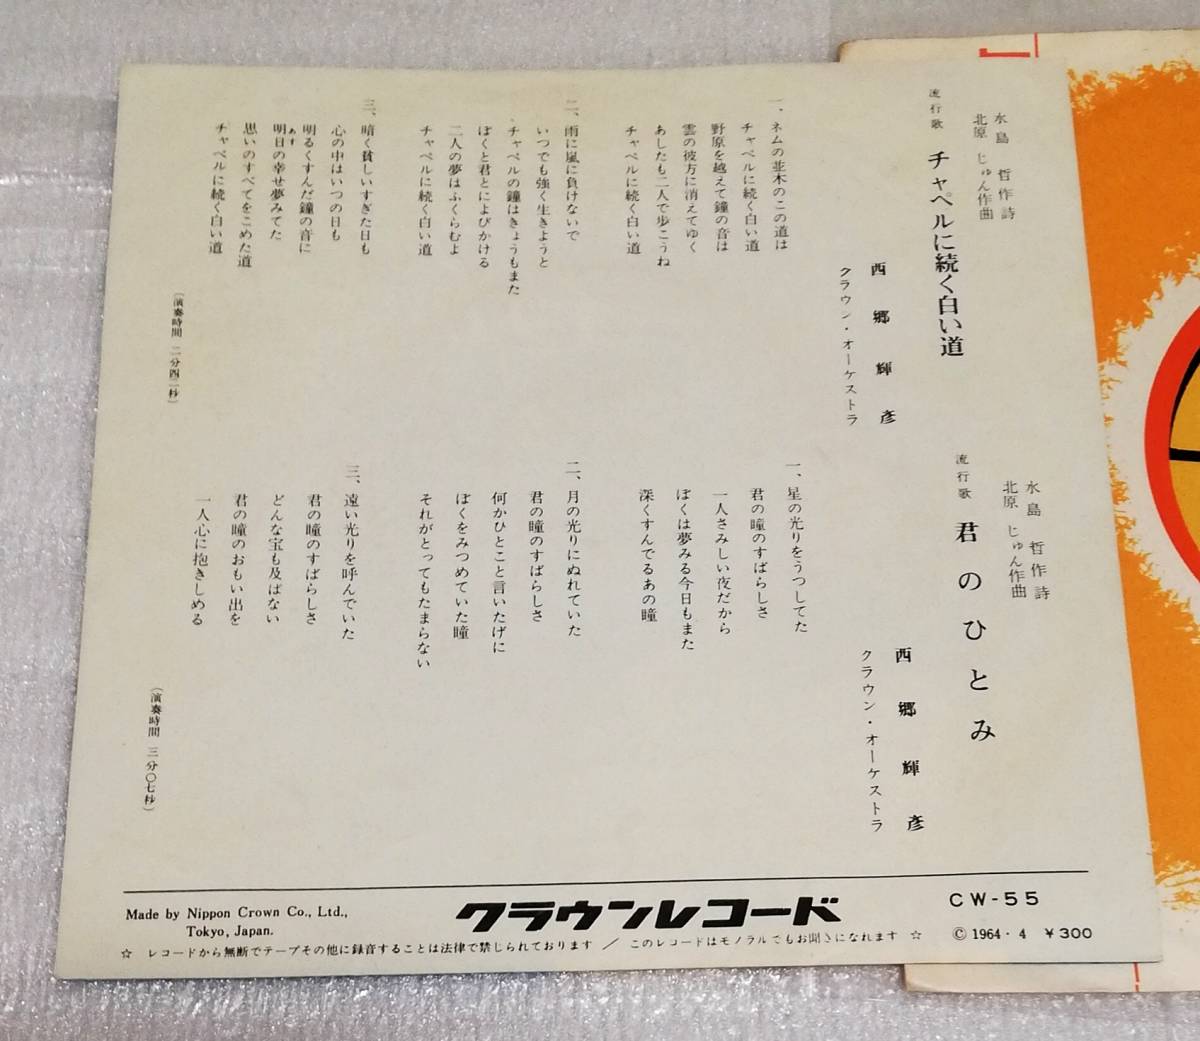 水島 哲作詩
北原 じゅん作曲
流行歌 チャペルに続く白い道
西郷輝彦
クラウン・オーケストラ
一、ネムの並木のこの道は
チャペルに続く白い道
野原を越えて鐘の音は
雲の彼方に消えてゆく
あしたも二人で歩こうね
チャペルに続く白い道
二、雨に嵐に負けないで
いつでも強く生きようと
チャペルの鐘はきょうもまた
ぼくと君とによびかける
二人の夢はふくらむよ
チャペルに続く白い道
三、暗く貧しいすぎた日も
心の中はいつの日も
明るくすんだ鐘の音に
明日の幸せ夢みてた
あす
思いのすべてをこめた道
チャペルに続く白い道
(演奏時間 二分四二秒)
水島 哲作詩
北原 じゅん作曲
流行歌 君のひとみ
西郷輝彦
クラウン・オーケストラ
一、星の光りをうつしてた
君の瞳のすばらしさ
一人さみしい夜だから
ぼくは夢みる今日もまた
深くすんでるあの瞳
二、月の光りにぬれていた
君の瞳のすばらしさ
何かひとこと言いたげに
ぼくをみつめていた瞳
それがとってもたまらない
三、遠い光りを呼んでいた
君の瞳のすばらしさ
どんな宝も及ばない
君の瞳のおもい出を
一人心に抱きしめる
(演奏時間 三分〇七秒)
Made by Nippon Crown Co., Ltd.,
Tokyo, Japan.
クラウンレコード
CW-55
© 1964・4 ¥300
☆ レコードから無断でテープその他に録音することは法律で禁じられております / このレコードはモノラルでもお聞きになれます ☆